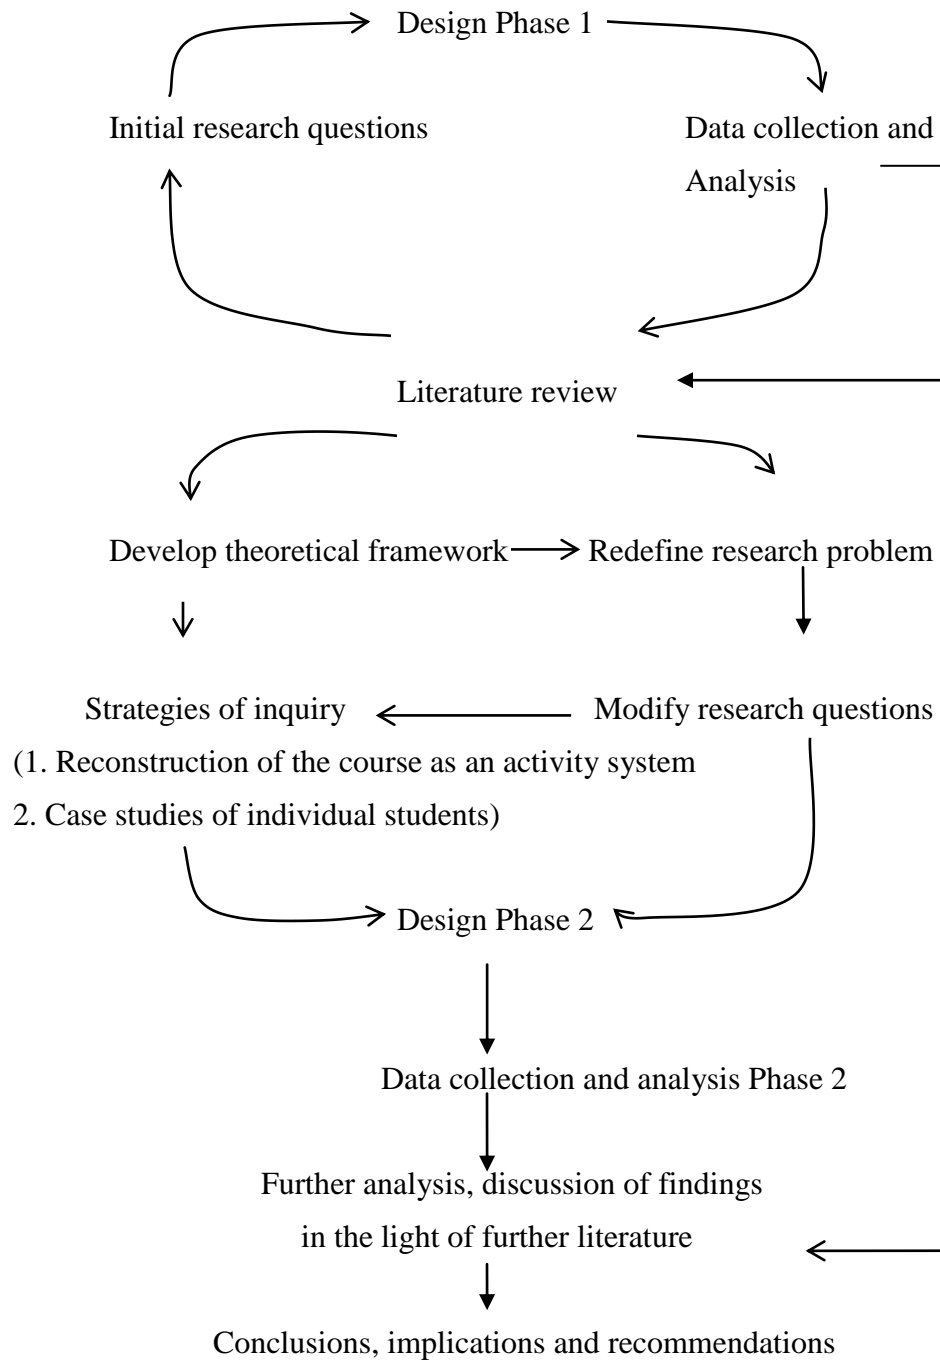 Design Phase 1
Initial research questions
Data collection and
Analysis
Literature review
Develop theoretical framework
Redefine research problem
Strategies of inquiry
Modify research questions
(1. Reconstruction of the course as an activity system
2. Case studies of individual students)
Design Phase 2
Data collection and analysis Phase 2
Further analysis, discussion of findings
in the light of further literature
Conclusions, implications and recommendations